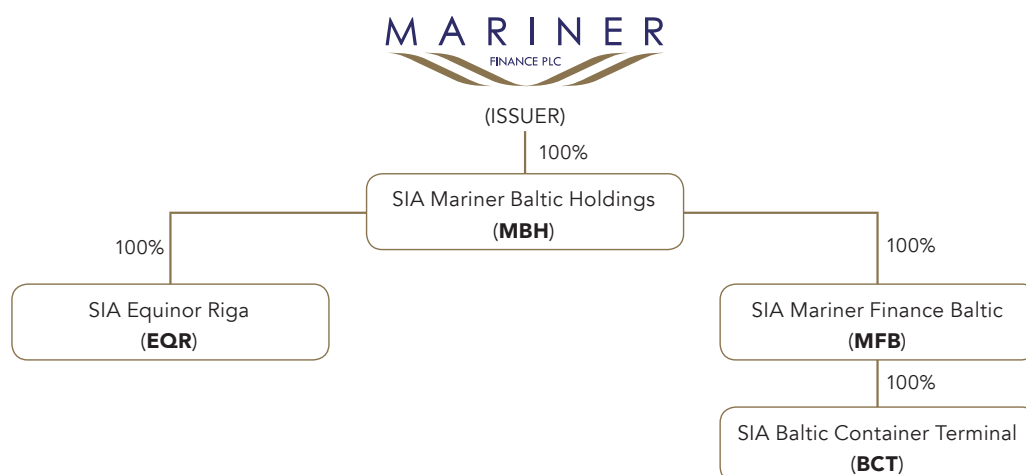 MARINER
FINANCE PLC
(ISSUER)
100%
SIA Mariner Baltic Holdings
(MBH)
100%
100%
SIA Equinor Riga
(EQR)
SIA Mariner Finance Baltic
(MFB)
100%
SIA Baltic Container Terminal
(BCT)